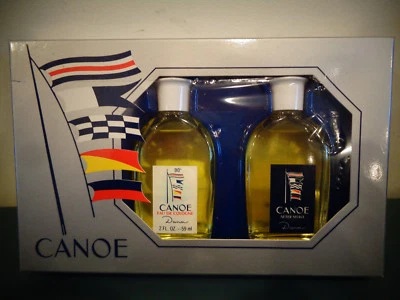 CANOE
CANOE
EAU DE COLOGNE
Dana
2 FL. OZ — 59 ml
CANOE
AFTER SHAVE
Dana